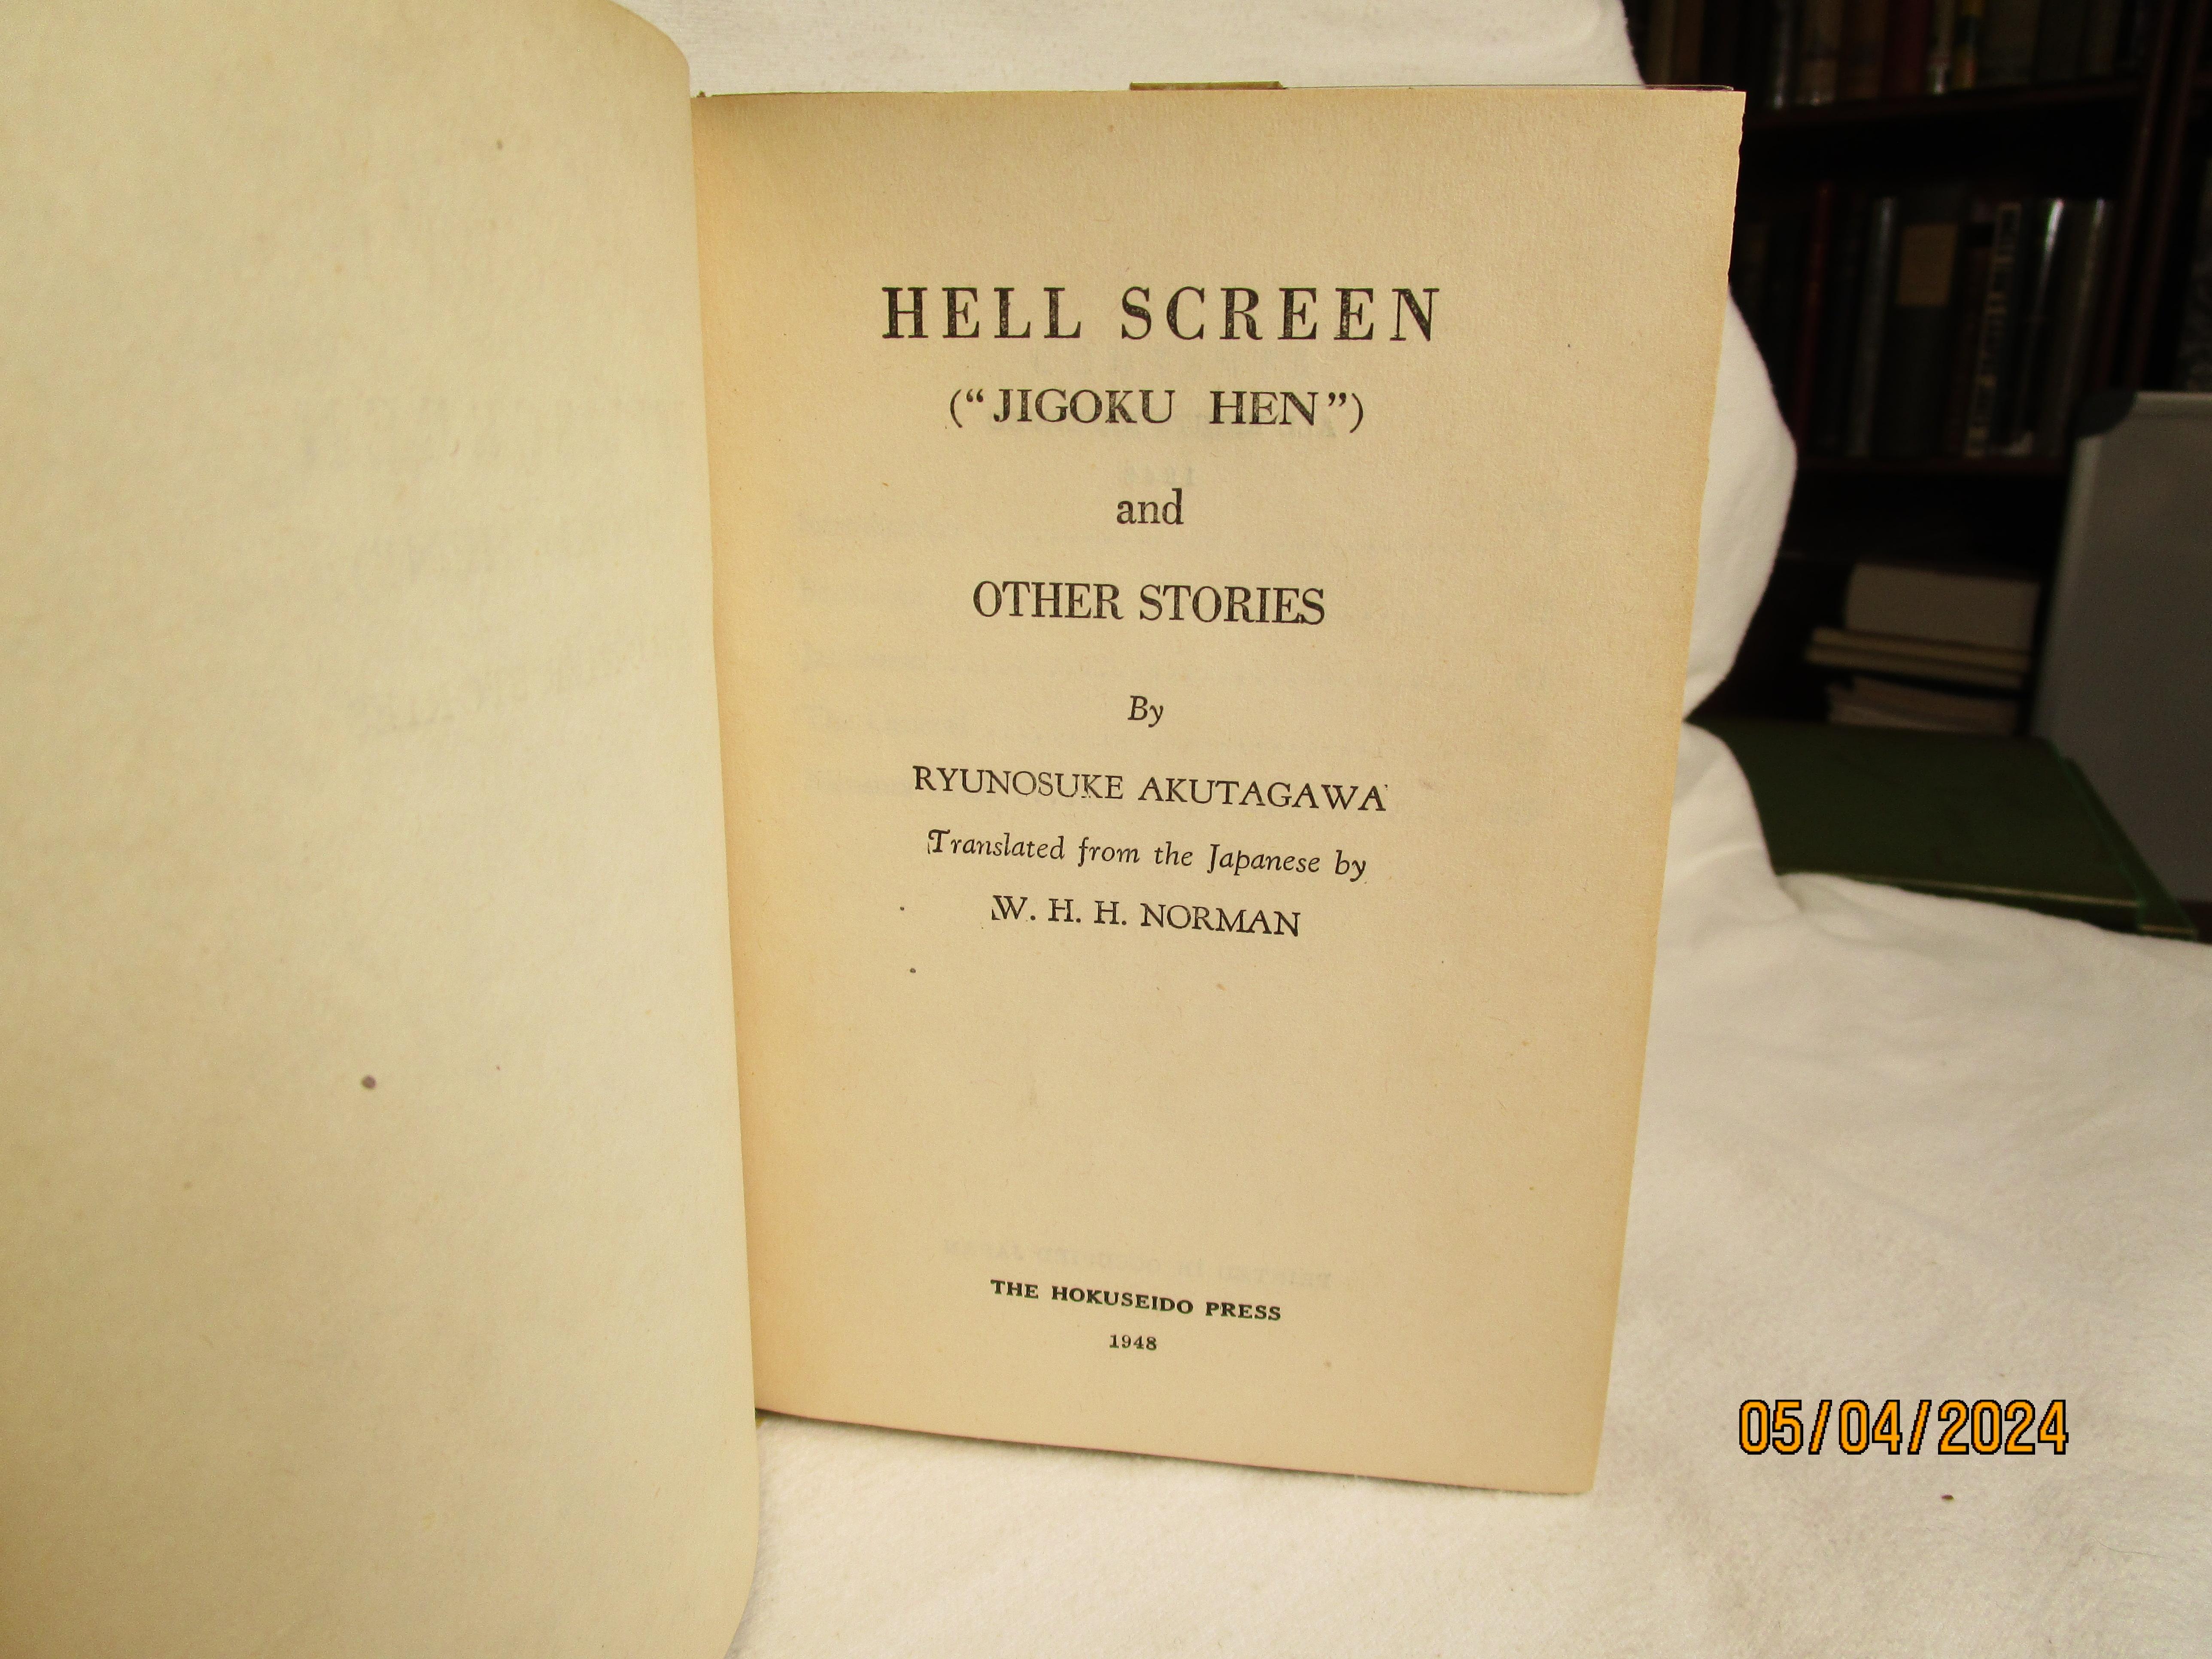 HELL SCREEN
("JIGOKU HEN")
and
OTHER STORIES
By
RYUNOSUKE AKUTAGAWA
Translated from the Japanese by
W. H. H. NORMAN
THE HOKUSEIDO PRESS
1948
05/04/2024